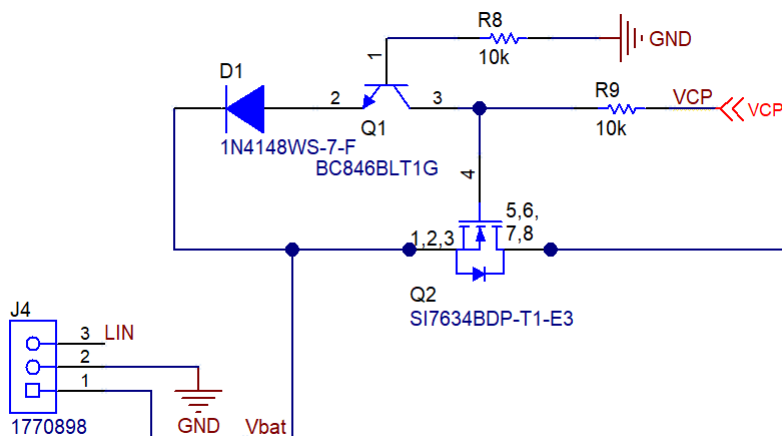 R8
1
GND
10k
D1
R9
2
3
VCP
VCP
Q1
10k
1N4148WS-7-F
BC846BLT1G
4
5,6,
1,2,3
7,8
Q2
SI7634BDP-T1-E3
J4
3
LIN
2
1
1770898
GND
Vbat